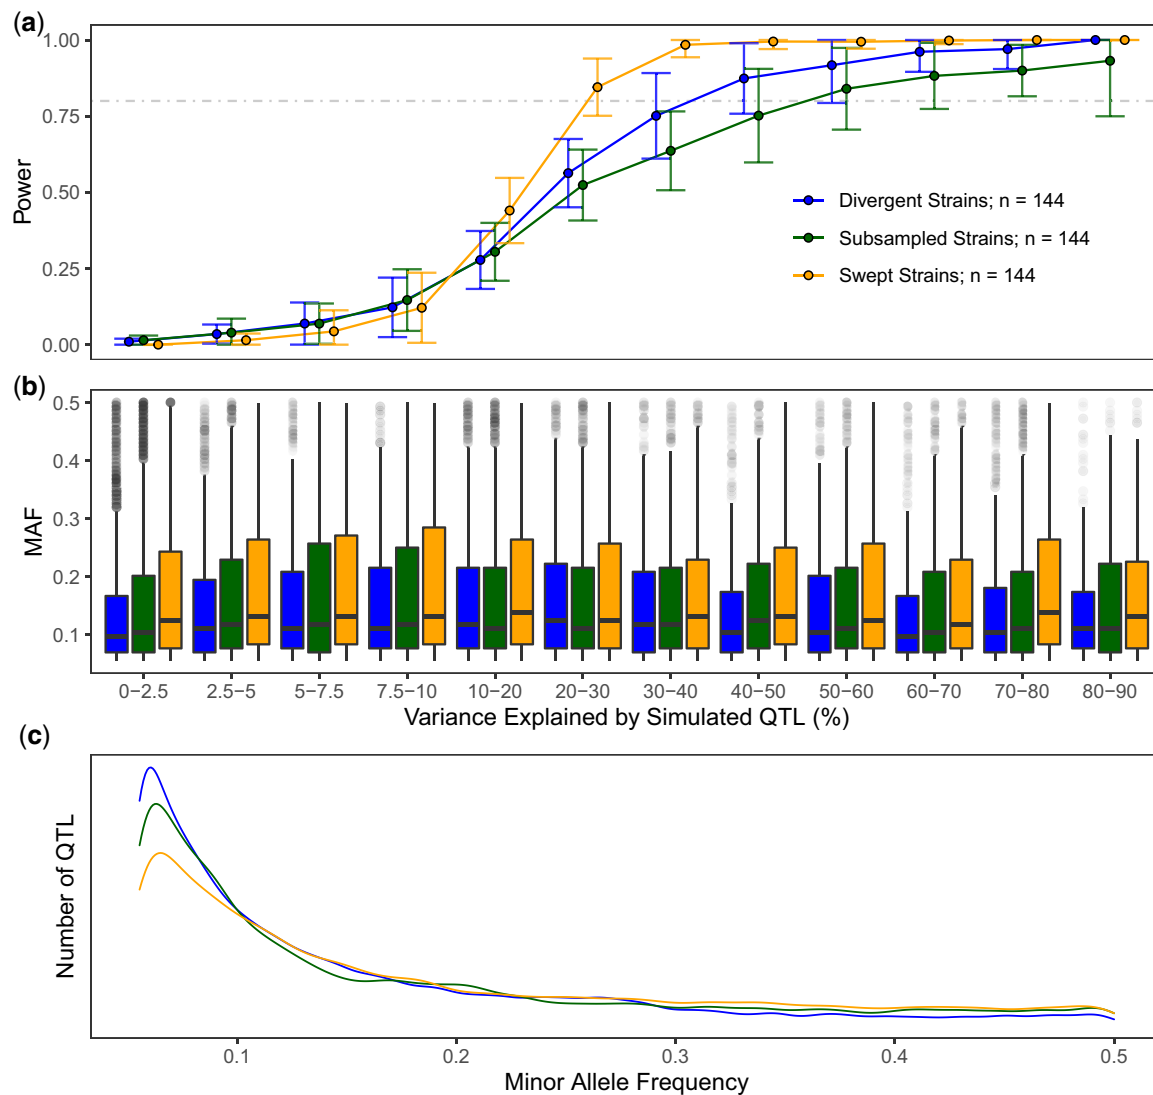 (a)
1.00
0.75
0.50
0.25
0.00
Power
Divergent Strains; n = 144
Subsampled Strains; n = 144
Swept Strains; n = 144
(b)
0.5
0.4
0.3
0.2
0.1
MAF
0−2.5 2.5−5 5−7.5 7.5−10 10−20 20−30 30−40 40−50 50−60 60−70 70−80 80−90
Variance Explained by Simulated QTL (%)
(c)
Number of QTL
0.1 0.2 0.3 0.4 0.5
Minor Allele Frequency